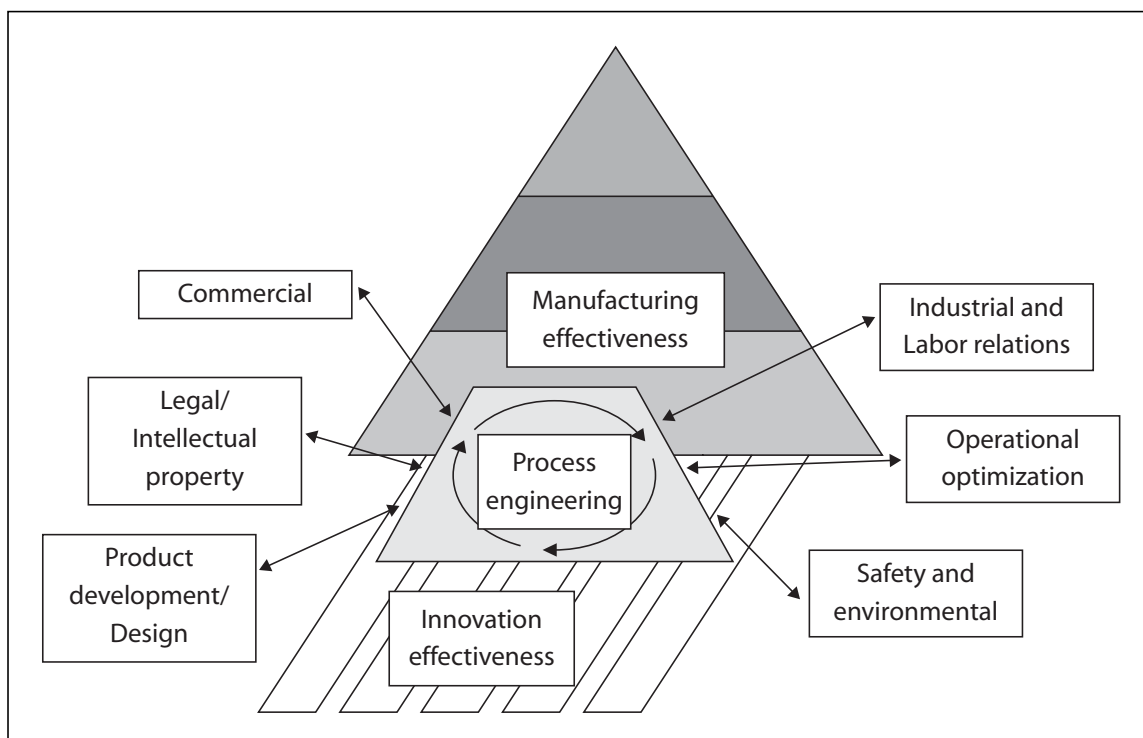 Commercial
Manufacturing
effectiveness
Industrial and
Labor relations
Legal/
Intellectual
property
Process
engineering
Operational
optimization
Product
development/
Design
Innovation
effectiveness
Safety and
environmental